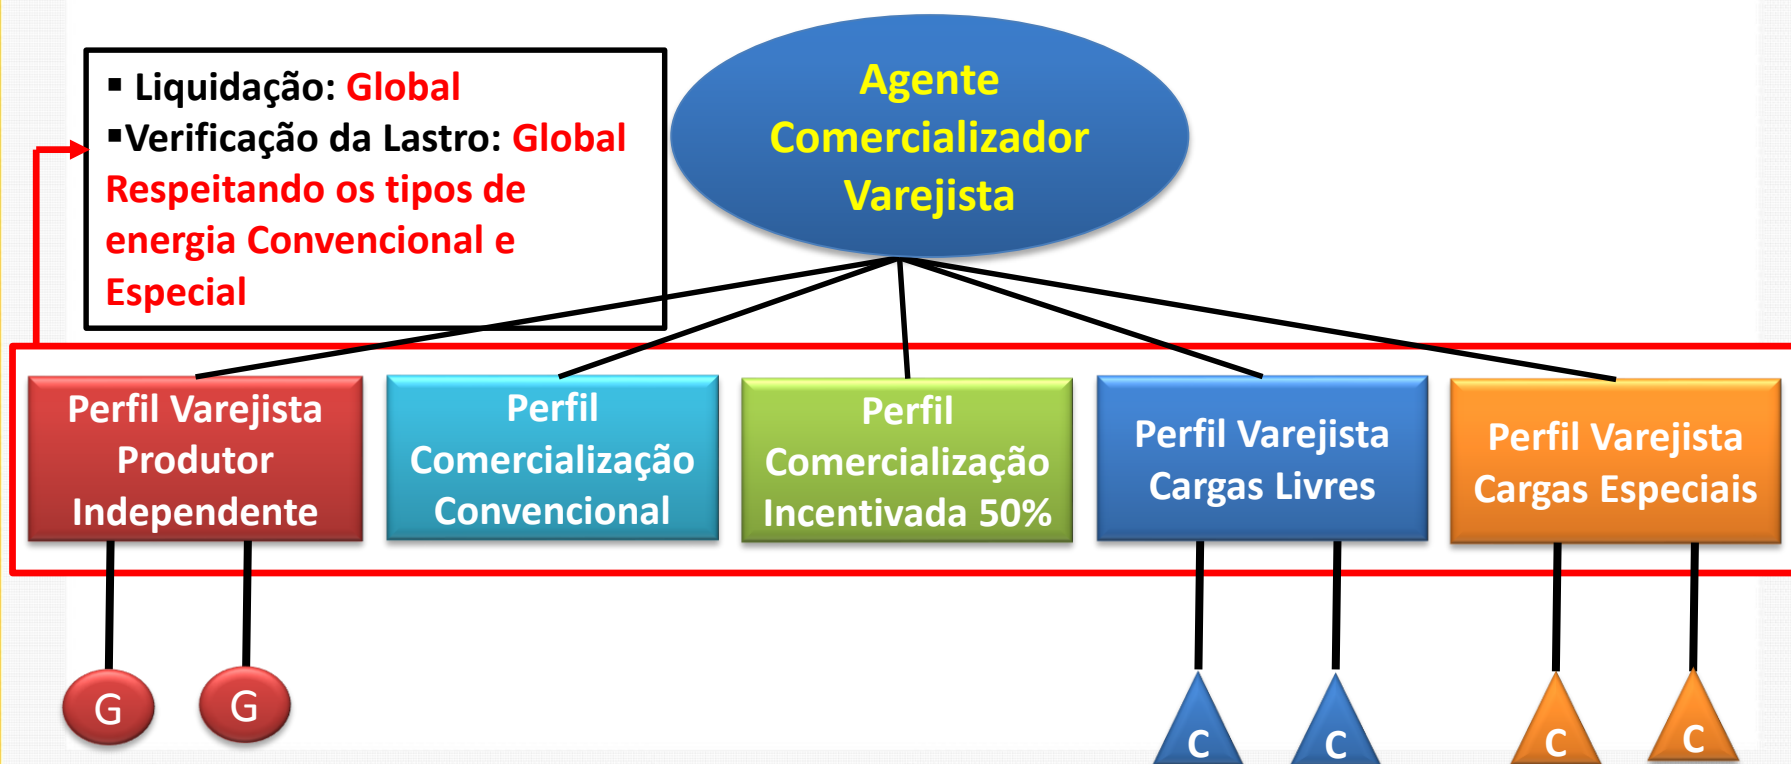 ▪ Liquidação: Global
▪Verificação da Lastro: Global
Respeitando os tipos de
energia Convencional e
Especial
Agente
Comercializador
Varejista
Perfil Varejista
Produtor
Independente
Perfil
Comercialização
Convencional
Perfil
Comercialização
Incentivada 50%
Perfil Varejista
Cargas Livres
Perfil Varejista
Cargas Especiais
G
G
C
C
C
C